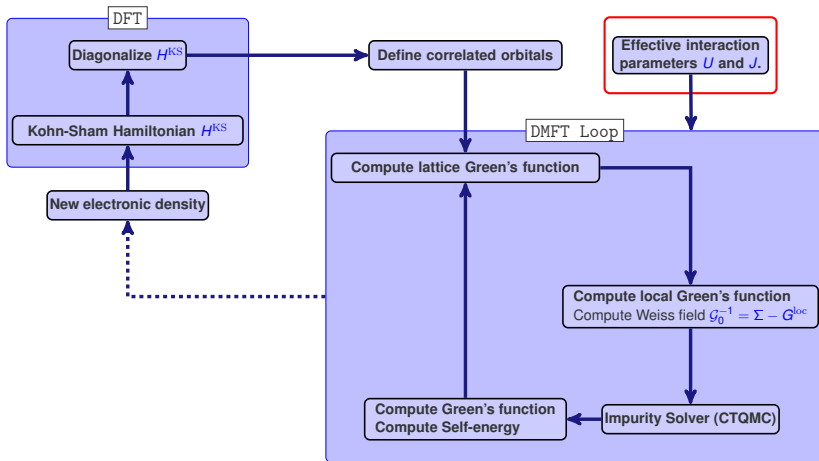 DFT
Diagonalize H^KS
Define correlated orbitals
Effective interaction
parameters U and J.
Kohn-Sham Hamiltonian H^KS
DMFT Loop
Compute lattice Green's function
New electronic density
Compute local Green's function
Compute Weiss field 𝒢₀⁻¹ = Σ − G^loc
Compute Green's function
Compute Self-energy
Impurity Solver (CTQMC)